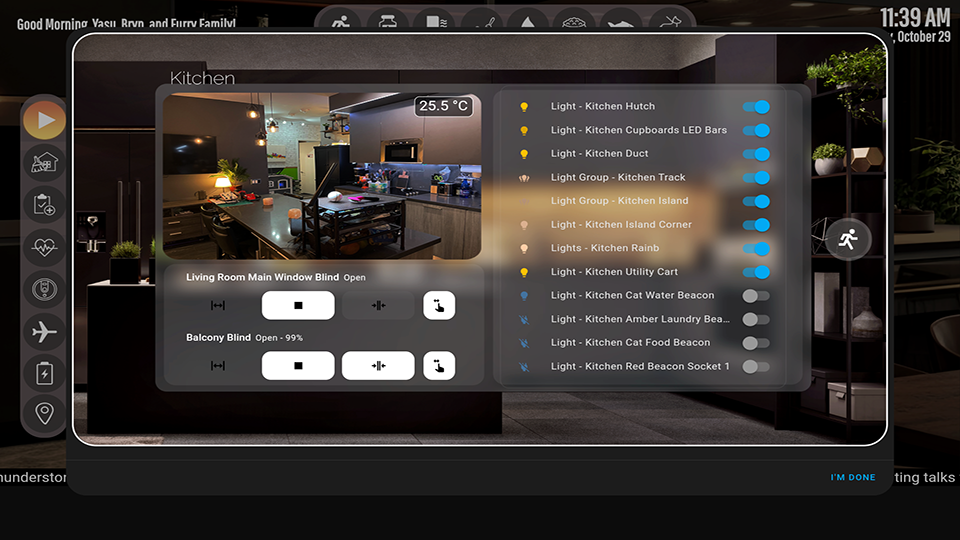 Good Morning, Yasu, Bryn, and Furry Family!
11:39 AM
, October 29
Kitchen
25.5 °C
Light - Kitchen Hutch
Light - Kitchen Cupboards LED Bars
Light - Kitchen Duct
Light Group - Kitchen Track
Light Group - Kitchen Island
Light - Kitchen Island Corner
Lights - Kitchen Rainb
Light - Kitchen Utility Cart
Light - Kitchen Cat Water Beacon
Light - Kitchen Amber Laundry Bea...
Light - Kitchen Cat Food Beacon
Light - Kitchen Red Beacon Socket 1
Living Room Main Window Blind Open
Balcony Blind Open - 99%
I'M DONE
ting talks